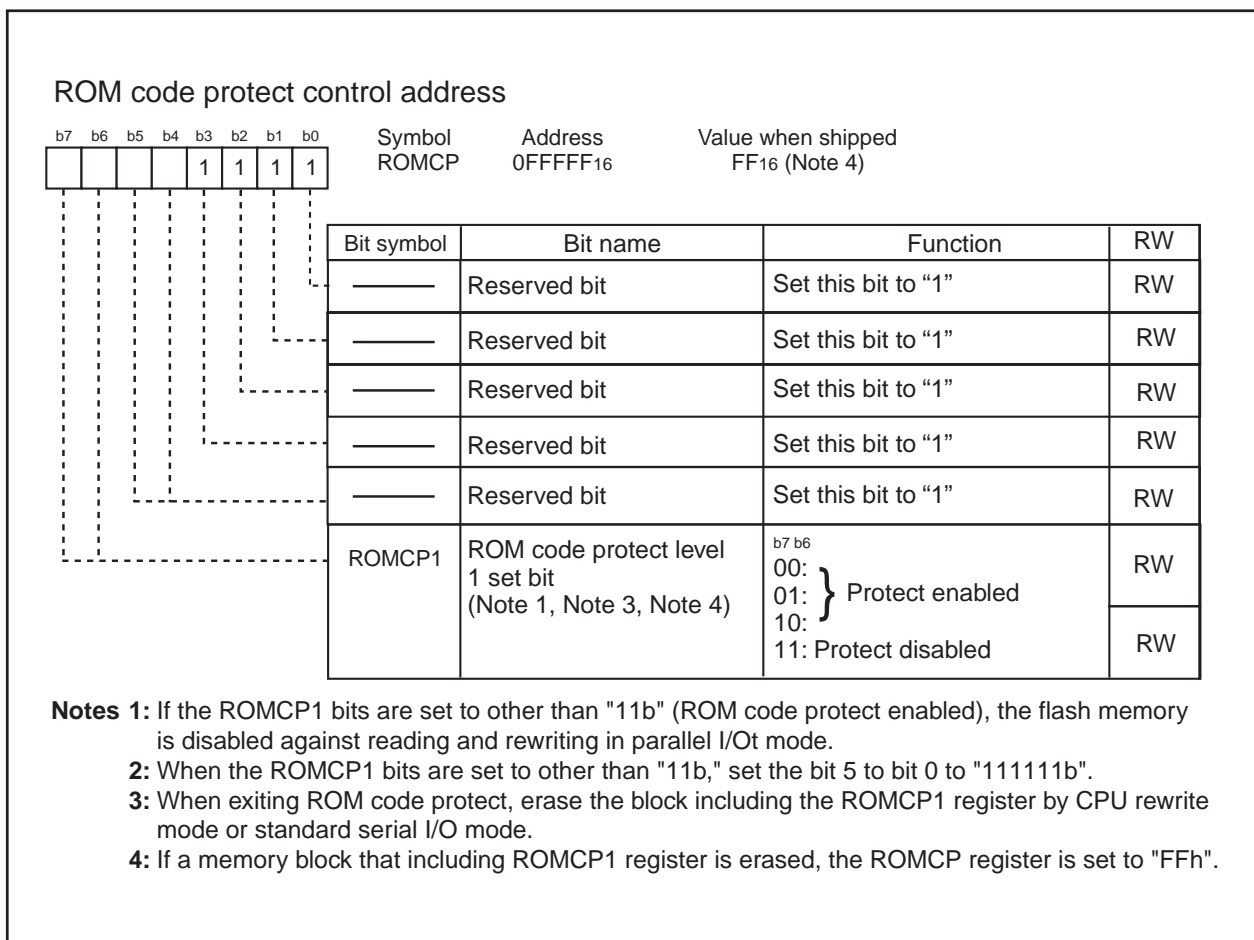 ROM code protect control address
b7 b6 b5 b4 b3 b2 b1 b0
1 1 1 1
Symbol Address Value when shipped
ROMCP 0FFFFF16 FF16 (Note 4)
Bit symbol Bit name Function RW
Reserved bit Set this bit to “1” RW
Reserved bit Set this bit to “1” RW
Reserved bit Set this bit to “1” RW
Reserved bit Set this bit to “1” RW
Reserved bit Set this bit to “1” RW
ROMCP1 ROM code protect level
1 set bit
(Note 1, Note 3, Note 4)
b7 b6
00:
01: } Protect enabled
10:
11: Protect disabled
RW
RW
Notes 1: If the ROMCP1 bits are set to other than "11b" (ROM code protect enabled), the flash memory
is disabled against reading and rewriting in parallel I/Ot mode.
2: When the ROMCP1 bits are set to other than "11b," set the bit 5 to bit 0 to "111111b".
3: When exiting ROM code protect, erase the block including the ROMCP1 register by CPU rewrite
mode or standard serial I/O mode.
4: If a memory block that including ROMCP1 register is erased, the ROMCP register is set to "FFh".